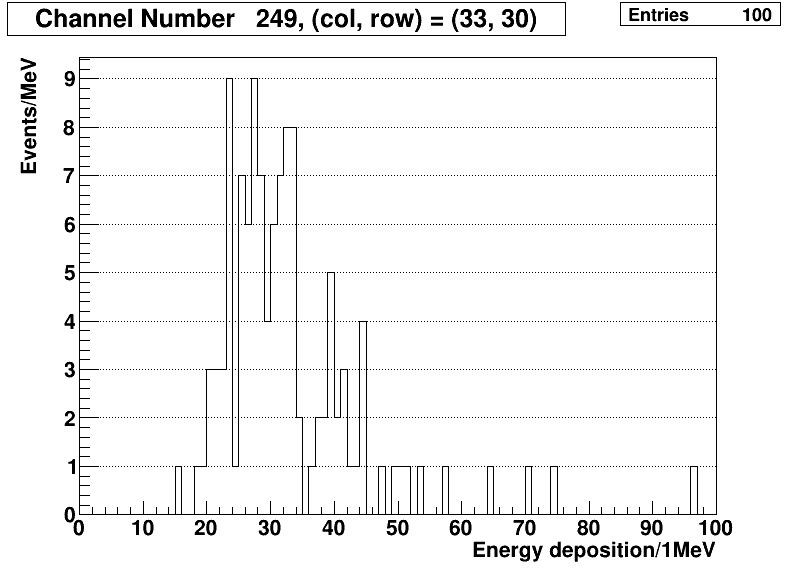 Channel Number 249, (col, row) = (33, 30)
Entries 100
Events/MeV
9
8
7
6
5
4
3
2
1
0
0 10 20 30 40 50 60 70 80 90 100
Energy deposition/1MeV